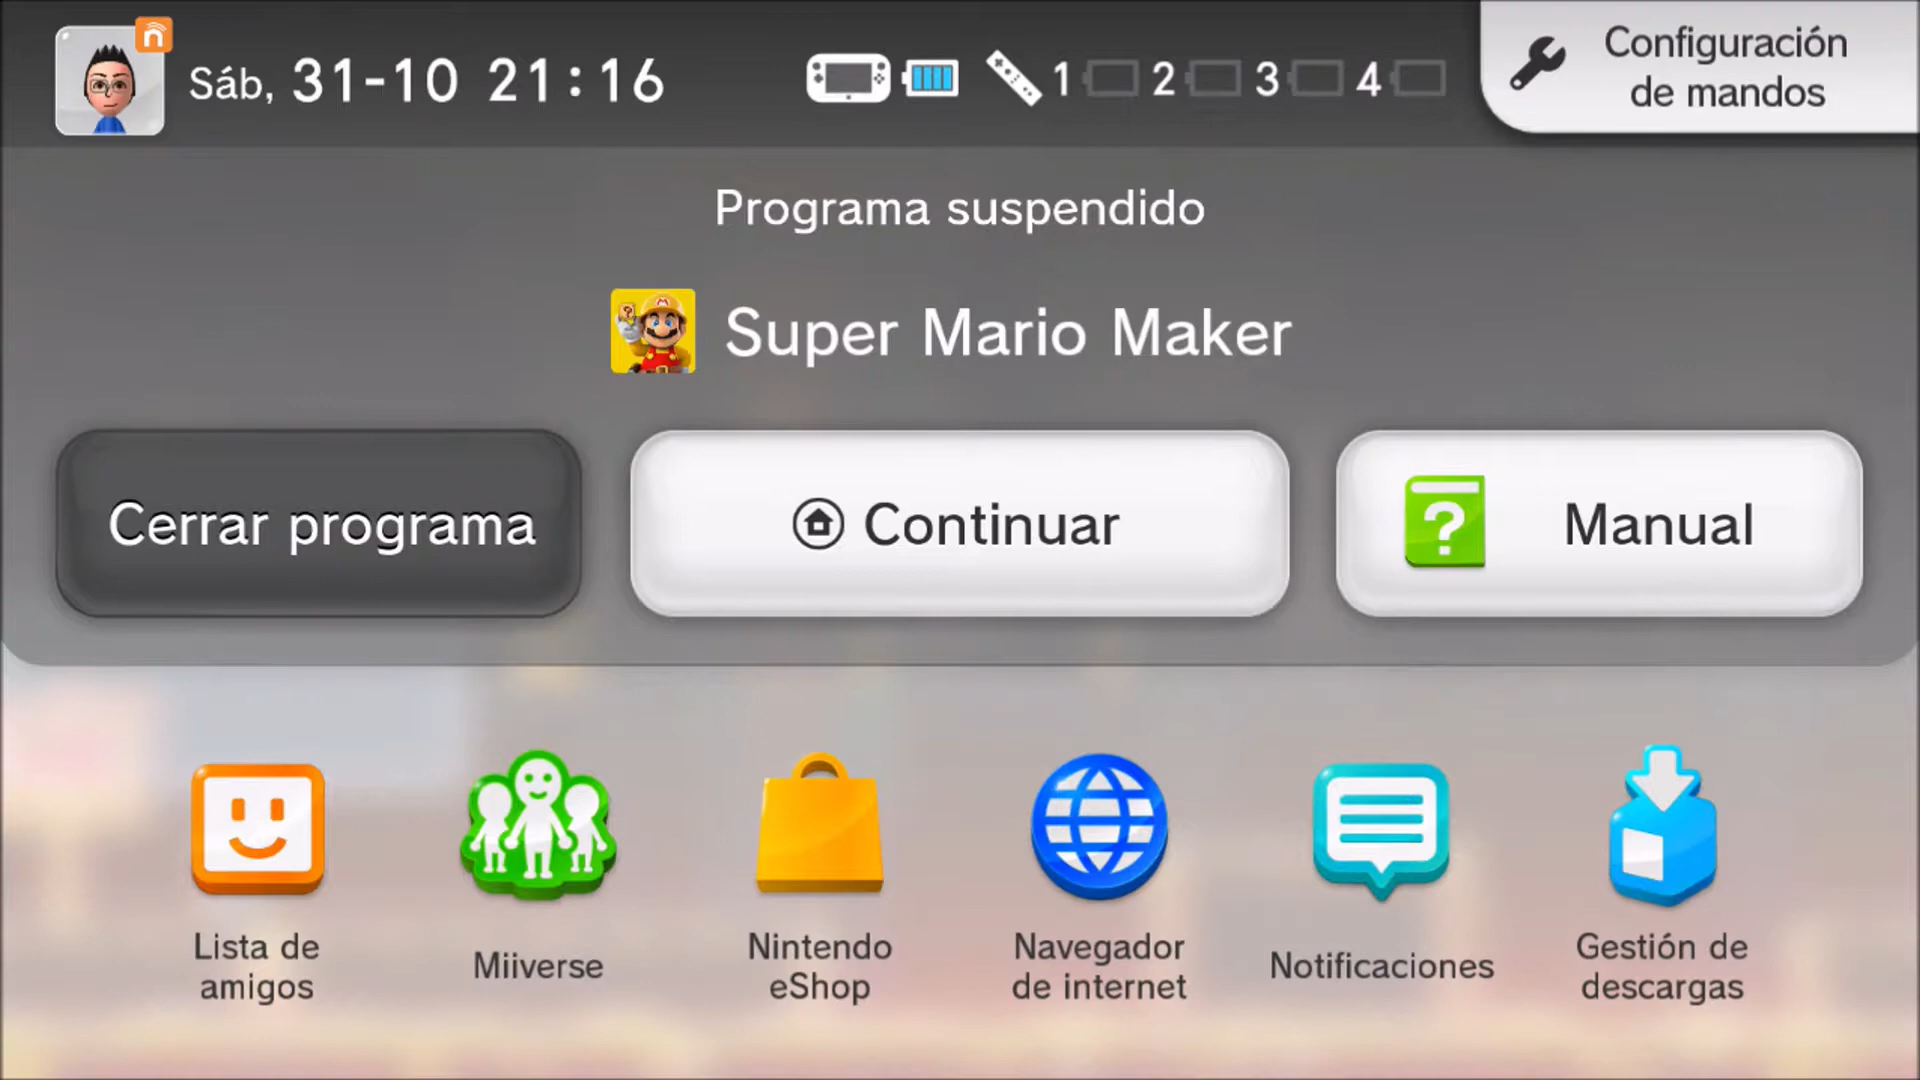 Sáb, 31-10 21:16
1 2 3 4
Configuración
de mandos
Programa suspendido
Super Mario Maker
Cerrar programa
Continuar
Manual
Lista de
amigos
Miiverse
Nintendo
eShop
Navegador
de internet
Notificaciones
Gestión de
descargas